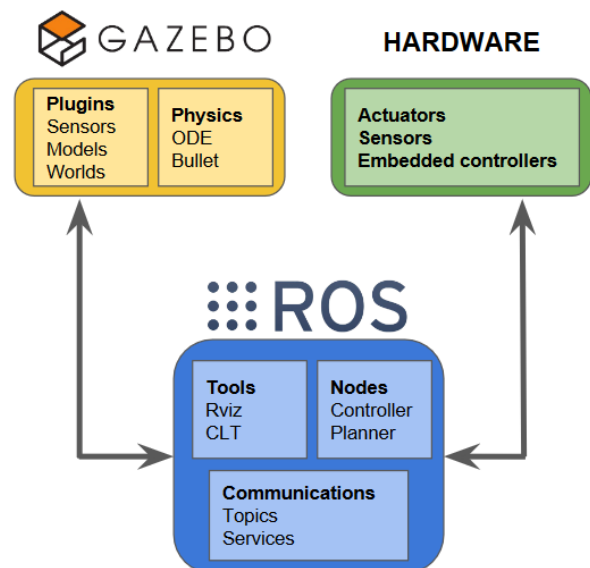 GAZEBO
HARDWARE
Plugins
Sensors
Models
Worlds
Physics
ODE
Bullet
Actuators
Sensors
Embedded controllers
ROS
Tools
Rviz
CLT
Nodes
Controller
Planner
Communications
Topics
Services